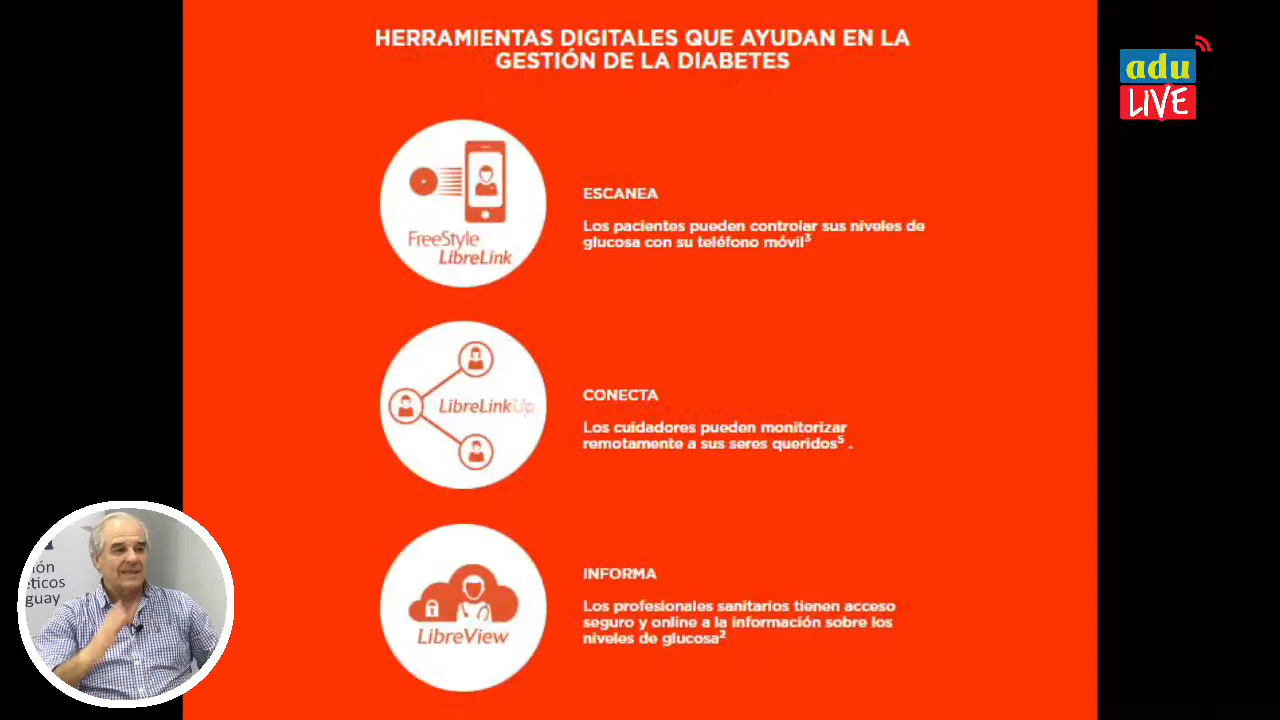 HERRAMIENTAS DIGITALES QUE AYUDAN EN LA
GESTIÓN DE LA DIABETES
adu
LIVE
FreeStyle
LibreLink
ESCANEA
Los pacientes pueden controlar sus niveles de
glucosa con su teléfono móvil³
LibreLinkUp
CONECTA
Los cuidadores pueden monitorizar
remotamente a sus seres queridos⁵ .
LibreView
INFORMA
Los profesionales sanitarios tienen acceso
seguro y online a la información sobre los
niveles de glucosa²
ión
éticos
guay